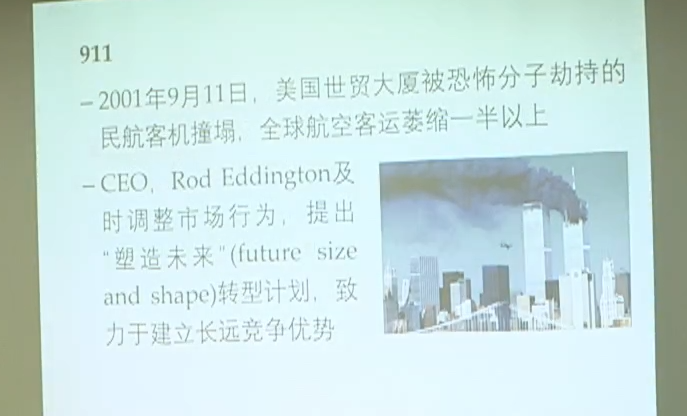 911
–2001年9月11日，美国世贸大厦被恐怖分子劫持的
民航客机撞塌，全球航空客运萎缩一半以上
–CEO，Rod Eddington及
时调整市场行为，提出
“塑造未来”(future size
and shape)转型计划，致
力于建立长远竞争优势